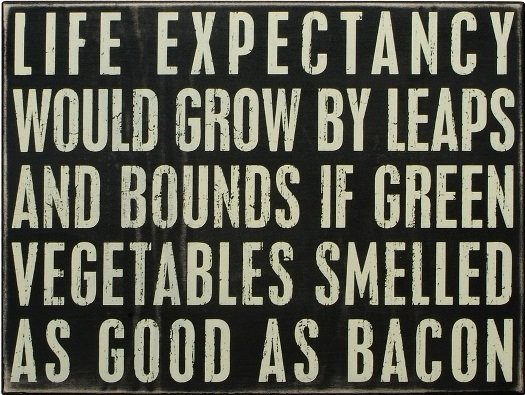 LIFE EXPECTANCY
WOULD GROW BY LEAPS
AND BOUNDS IF GREEN
VEGETABLES SMELLED
AS GOOD AS BACON